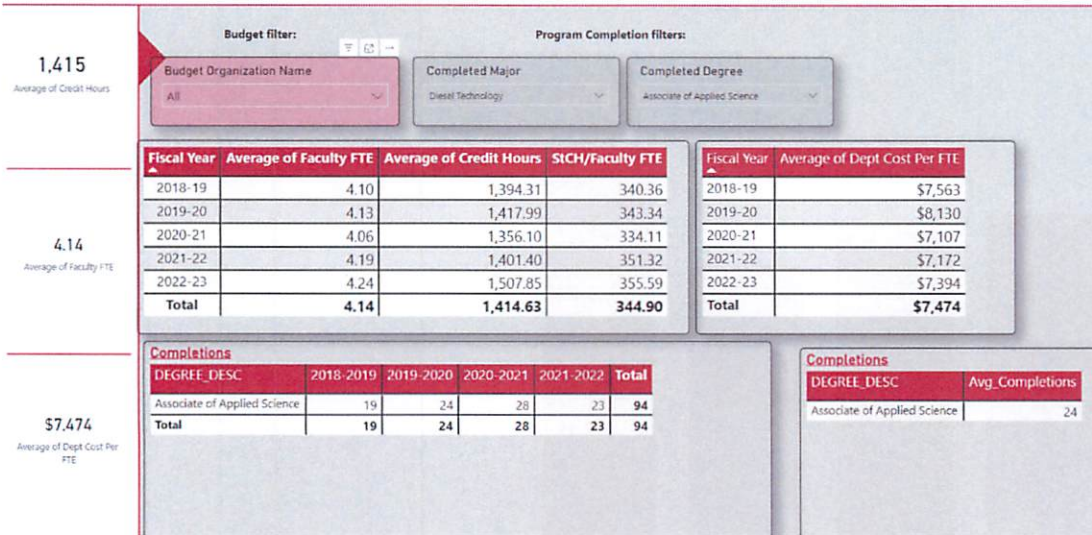 Budget filter:
Program Completion filters:
1,415
Average of Credit Hours
Budget Organization Name
All
Completed Major
Diesel Technology
Completed Degree
Associate of Applied Science
Fiscal Year Average of Faculty FTE Average of Credit Hours StCH/Faculty FTE
2018-19 4.10 1,394.31 340.36
2019-20 4.13 1,417.99 343.34
2020-21 4.06 1,356.10 334.11
2021-22 4.19 1,401.40 351.32
2022-23 4.24 1,507.85 355.59
Total 4.14 1,414.63 344.90
Fiscal Year Average of Dept Cost Per FTE
2018-19 $7,563
2019-20 $8,130
2020-21 $7,107
2021-22 $7,172
2022-23 $7,394
Total $7,474
4.14
Average of Faculty FTE
Completions
DEGREE_DESC 2018-2019 2019-2020 2020-2021 2021-2022 Total
Associate of Applied Science 19 24 28 23 94
Total 19 24 28 23 94
Completions
DEGREE_DESC Avg_Completions
Associate of Applied Science 24
$7,474
Average of Dept Cost Per
FTE